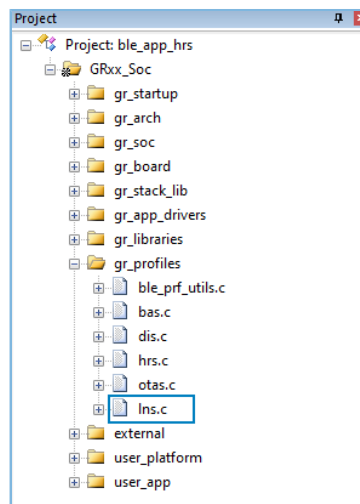 Project
Project: ble_app_hrs
GRxx_Soc
gr_startup
gr_arch
gr_soc
gr_board
gr_stack_lib
gr_app_drivers
gr_libraries
gr_profiles
ble_prf_utils.c
bas.c
dis.c
hrs.c
otas.c
lns.c
external
user_platform
user_app